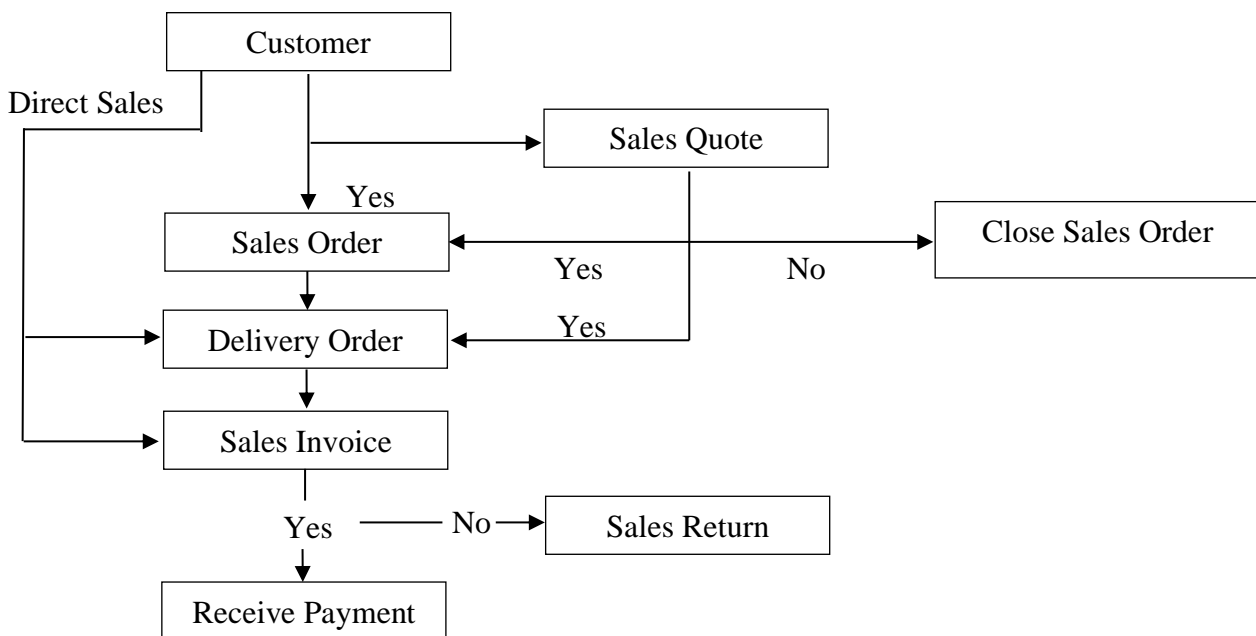 Customer
Direct Sales
Sales Quote
Yes
Sales Order
Close Sales Order
Yes
No
Delivery Order
Yes
Sales Invoice
Yes
No
Sales Return
Receive Payment